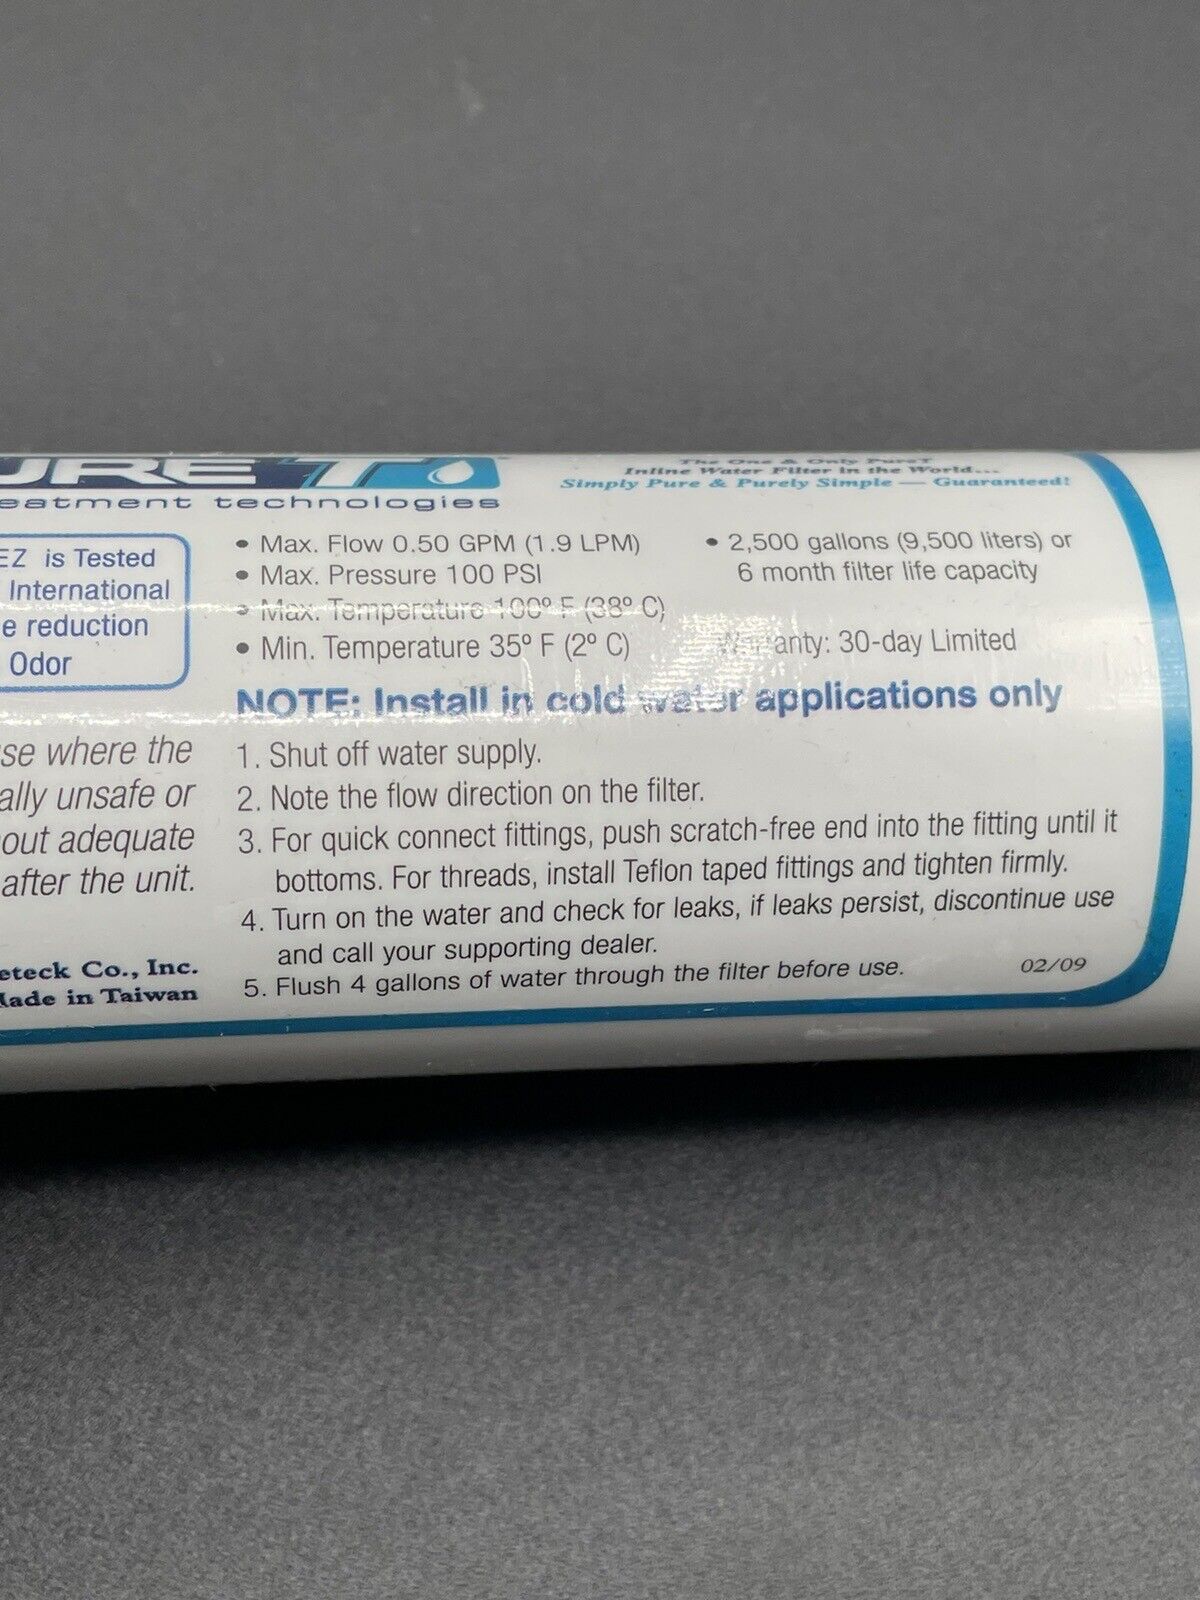 URE T
eatment technologies
The One & Only PureT
Inline Water Filter in the World...
Simply Pure & Purely Simple — Guaranteed!
EZ is Tested
International
e reduction
Odor
• Max. Flow 0.50 GPM (1.9 LPM)
• Max. Pressure 100 PSI
• Max. Temperature 100º F (38º C)
• Min. Temperature 35º F (2º C)
• 2,500 gallons (9,500 liters) or
6 month filter life capacity
Warranty: 30-day Limited
NOTE: Install in cold water applications only
se where the
ally unsafe or
out adequate
after the unit.
1. Shut off water supply.
2. Note the flow direction on the filter.
3. For quick connect fittings, push scratch-free end into the fitting until it
bottoms. For threads, install Teflon taped fittings and tighten firmly.
4. Turn on the water and check for leaks, if leaks persist, discontinue use
and call your supporting dealer.
5. Flush 4 gallons of water through the filter before use.
02/09
eteck Co., Inc.
Made in Taiwan